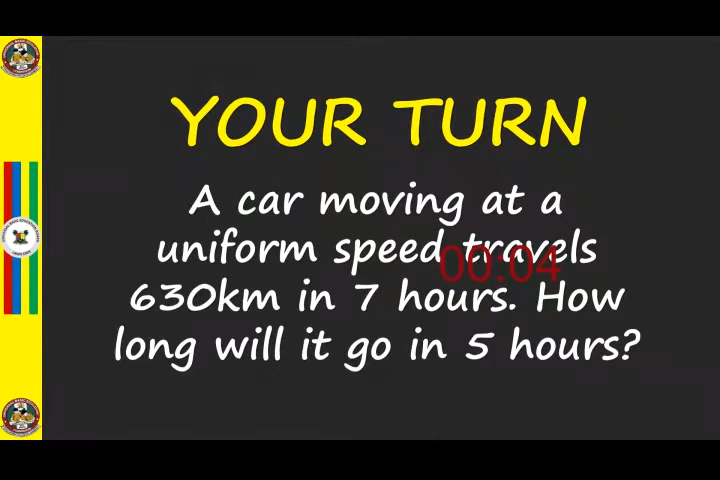 YOUR TURN
A car moving at a
uniform speed travels
00:04
630km in 7 hours. How
long will it go in 5 hours?